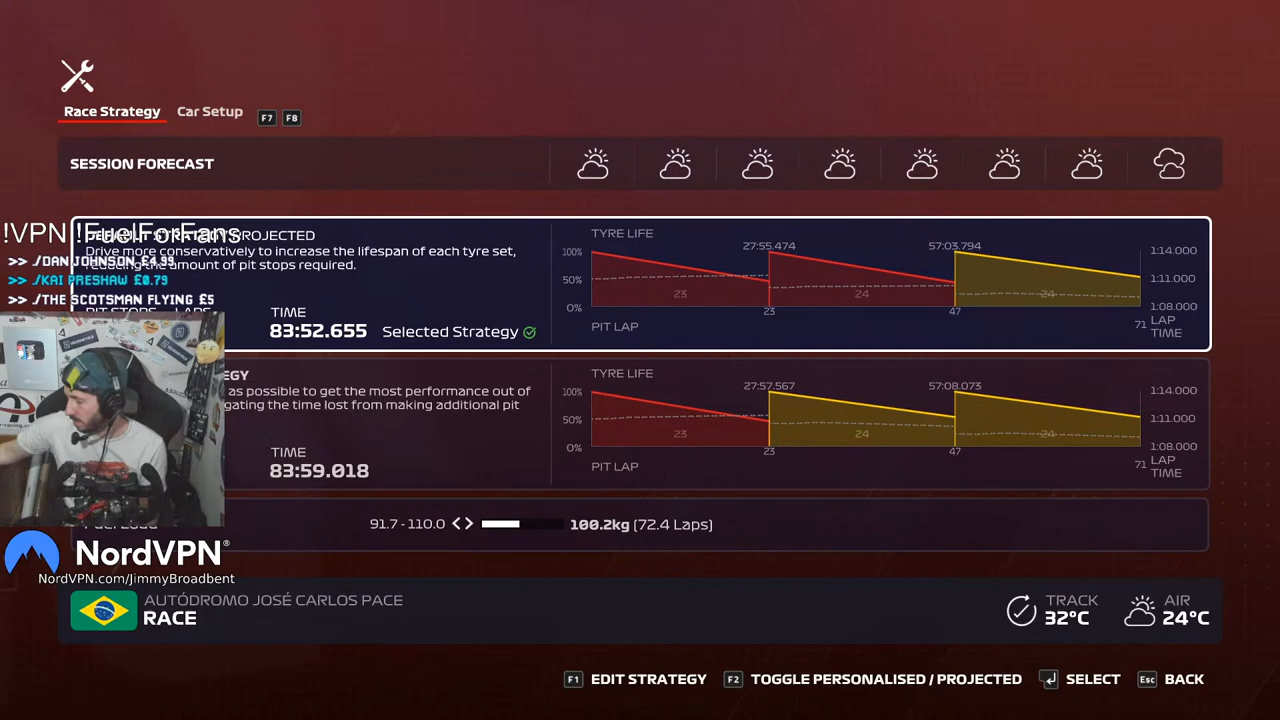 Race Strategy Car Setup F7 F8
SESSION FORECAST
!VPN !FuelForFans
DEFAULT STRATEGY PROJECTED
Drive more conservatively to increase the lifespan of each tyre set,
amount of pit stops required.
>> ./DAN JOHNSON £4.99
>> ./KAI PRESHAW £0.79
>> ./THE SCOTSMAN FLYING £5
PIT STOPS LAPS
TIME
83:52.655 Selected Strategy
TYRE LIFE 27:55.474 57:03.794
100% 50% 0%
23 24 24
1:14.000 1:11.000 1:08.000
PIT LAP 23 47 71
LAP TIME
as possible to get the most performance out of
gating the time lost from making additional pit
TIME
83:59.018
TYRE LIFE 27:57.567 57:08.073
100% 50% 0%
23 24 24
1:14.000 1:11.000 1:08.000
PIT LAP 23 47 71
LAP TIME
91.7 - 110.0 < > 100.2kg (72.4 Laps)
NordVPN®
NordVPN.com/JimmyBroadbent
AUTÓDROMO JOSÉ CARLOS PACE
RACE
TRACK
32°C
AIR
24°C
F1 EDIT STRATEGY F2 TOGGLE PERSONALISED / PROJECTED SELECT Esc BACK